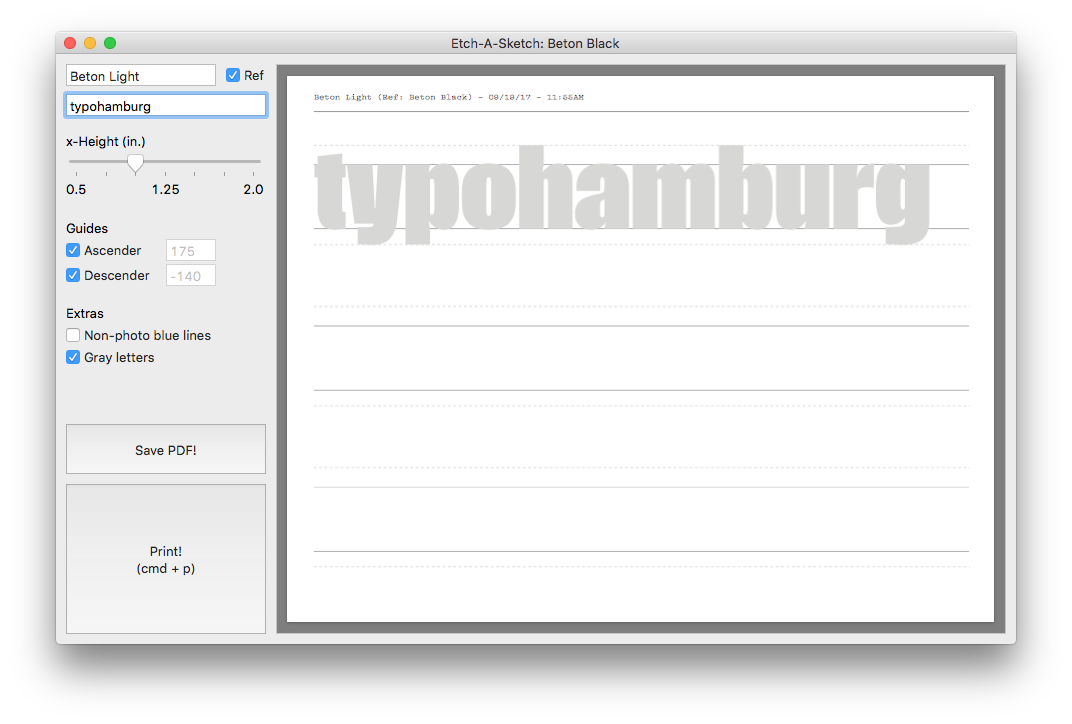 Etch-A-Sketch: Beton Black
Beton Light
Ref
typohamburg
x-Height (in.)
0.5 1.25 2.0
Guides
Ascender 175
Descender -140
Extras
Non-photo blue lines
Gray letters
Save PDF!
Print!
(cmd + p)
Beton Light (Ref: Beton Black) - 09/19/17 - 11:55AM
typohamburg